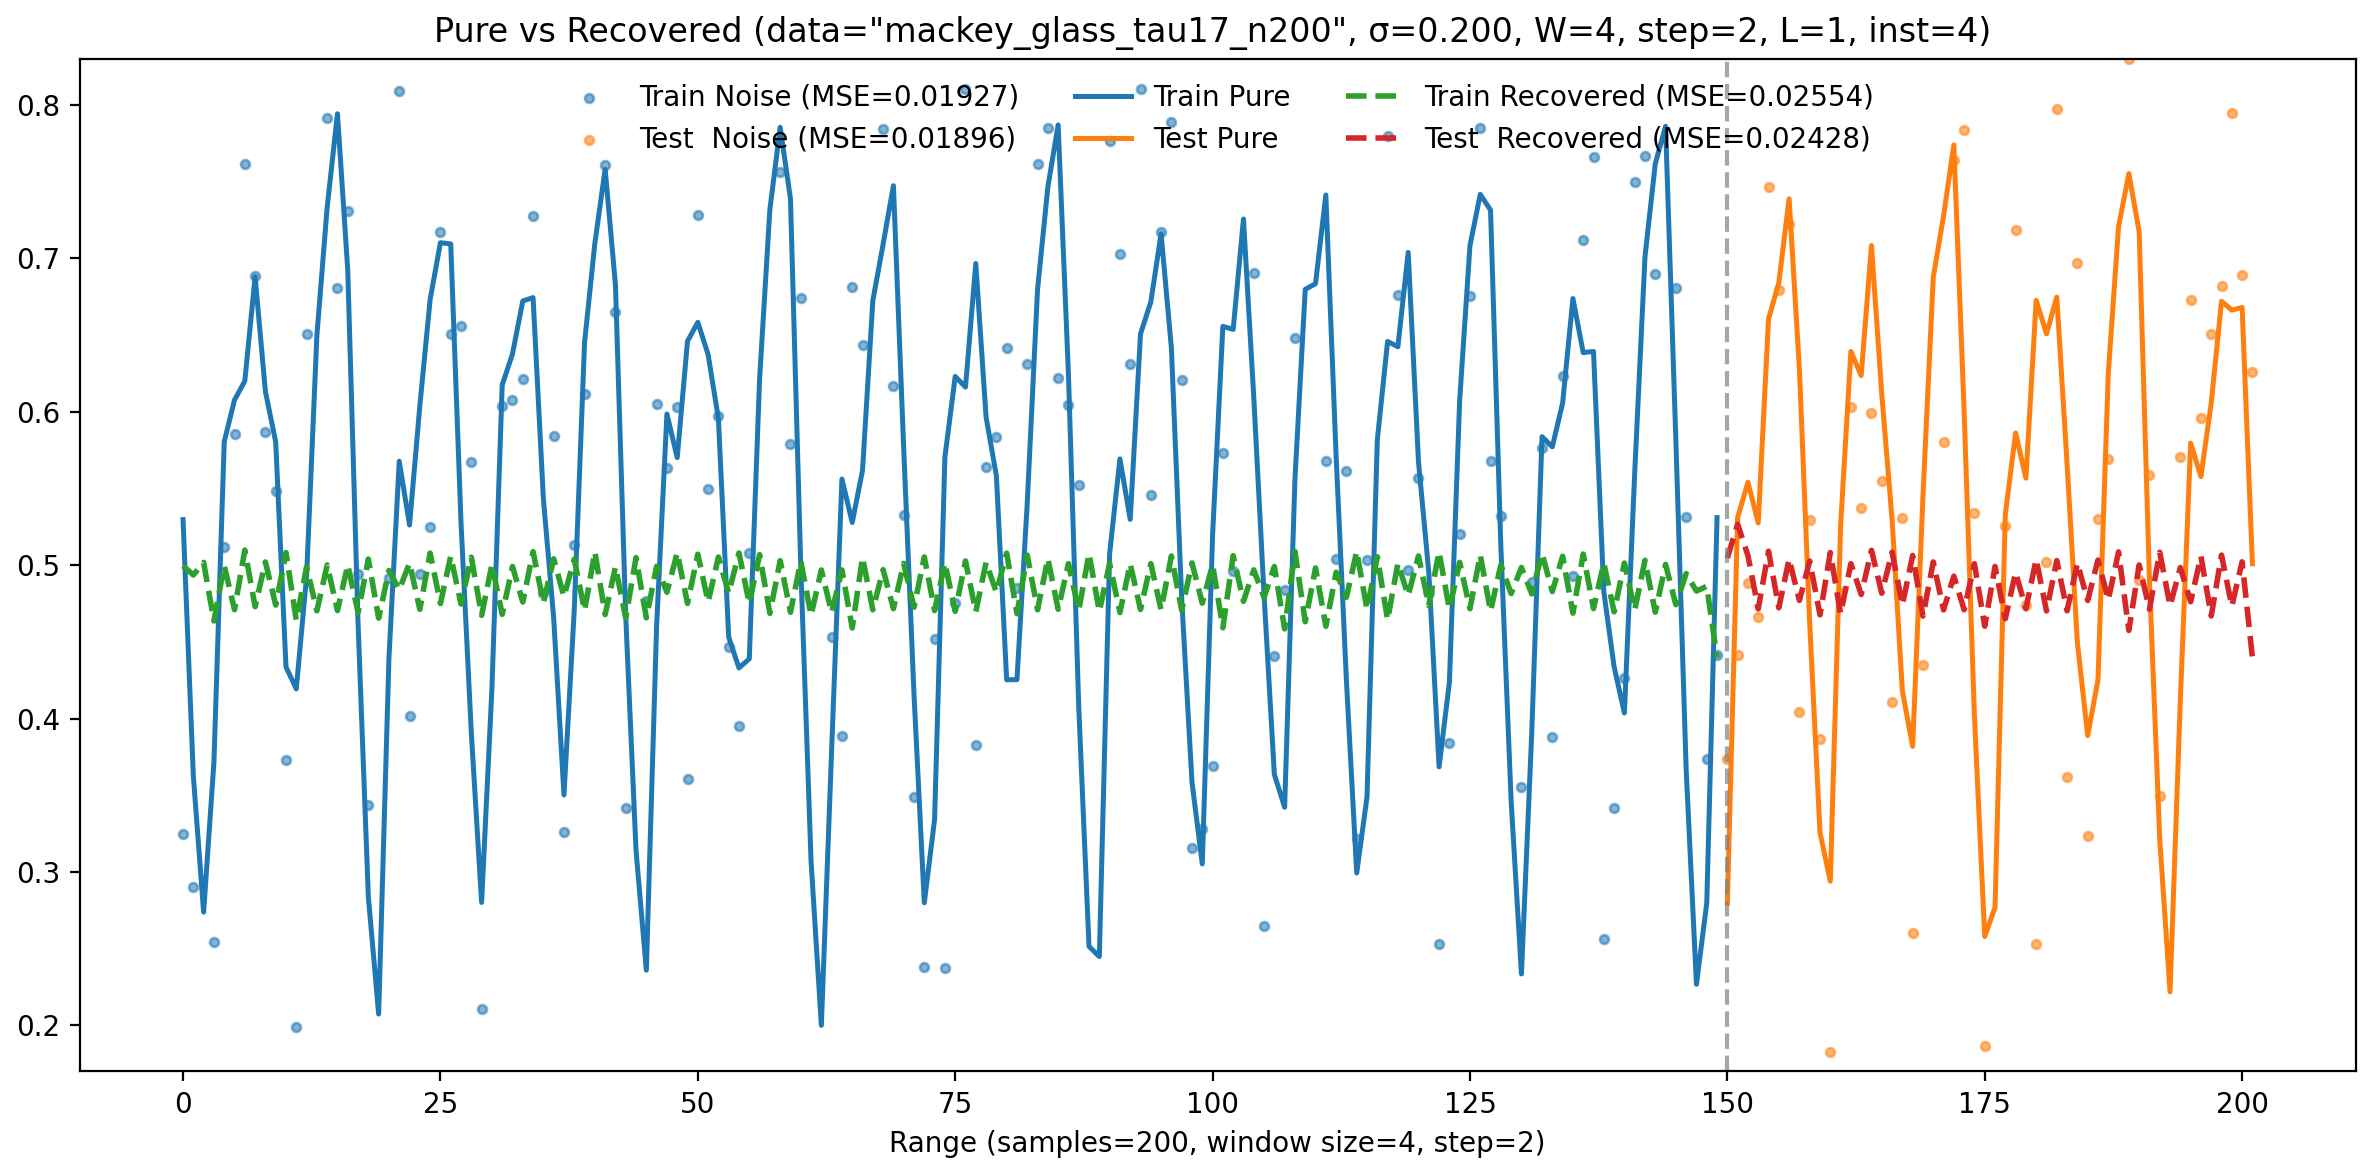 Pure vs Recovered (data="mackey_glass_tau17_n200", σ=0.200, W=4, step=2, L=1, inst=4)
Train Noise (MSE=0.01927) Train Pure Train Recovered (MSE=0.02554)
Test  Noise (MSE=0.01896) Test Pure Test  Recovered (MSE=0.02428)
0.8
0.7
0.6
0.5
0.4
0.3
0.2
0 25 50 75 100 125 150 175 200
Range (samples=200, window size=4, step=2)